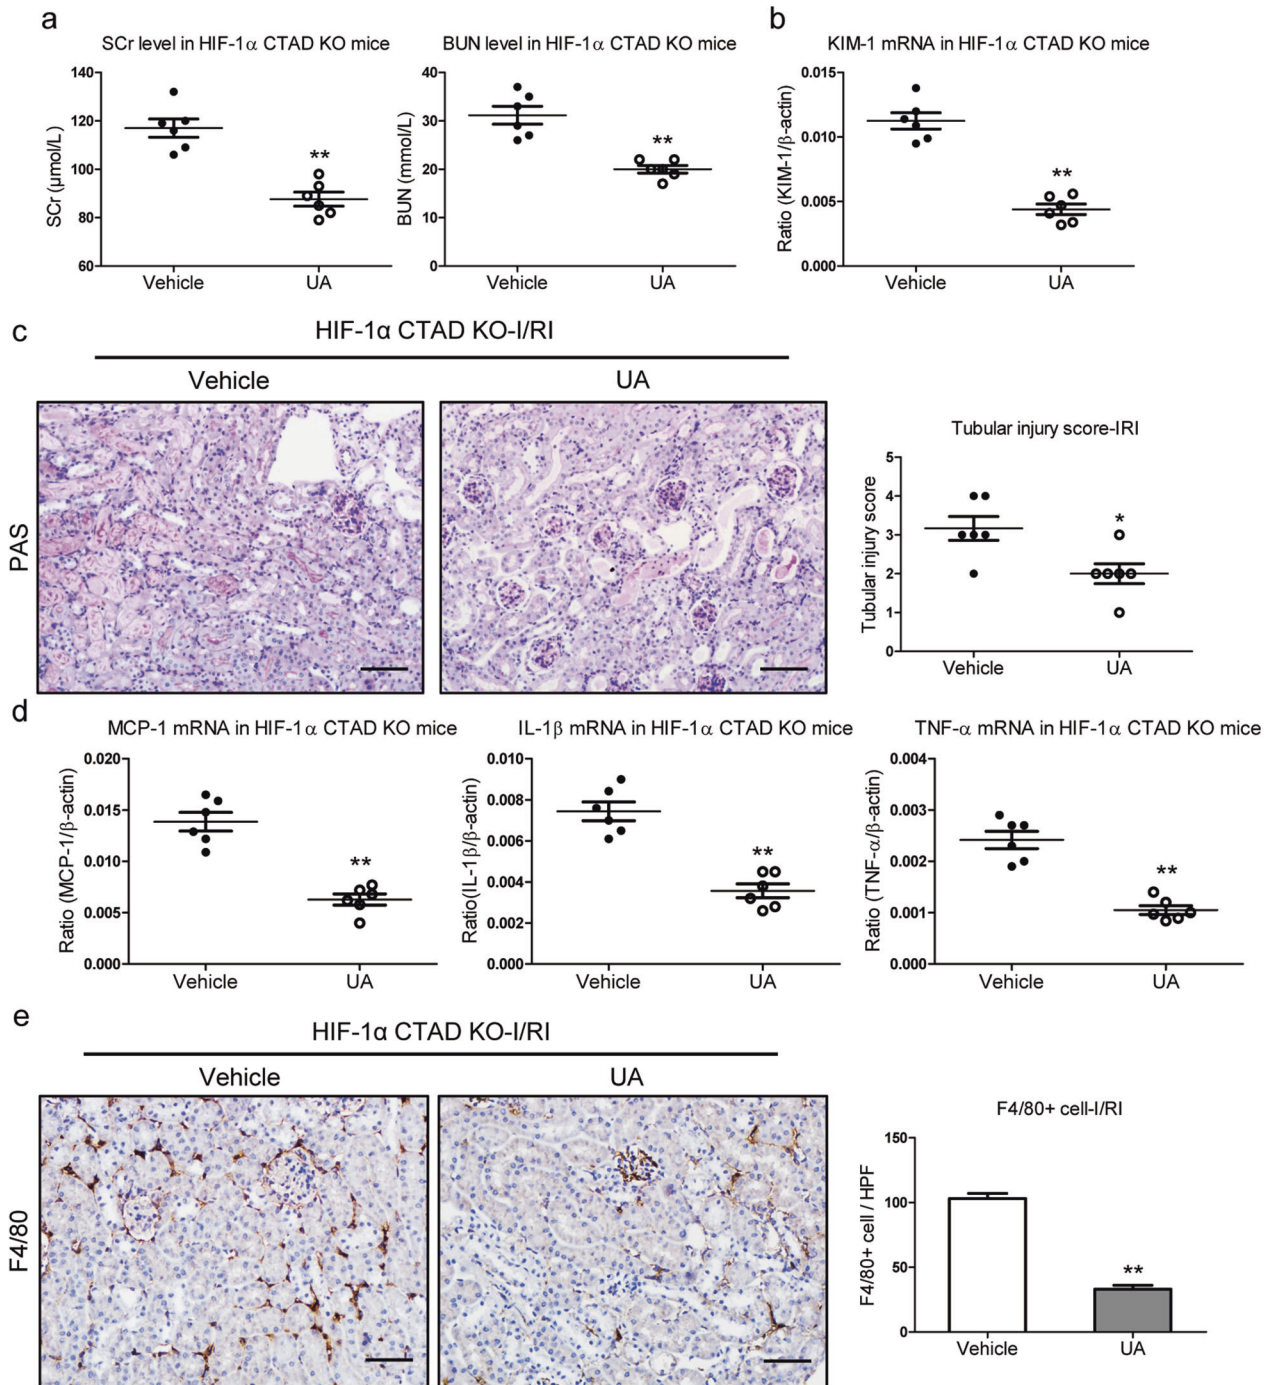 a
SCr level in HIF-1α CTAD KO mice
SCr (μmol/L)
140
120
100
80
60
**
Vehicle
UA
BUN level in HIF-1α CTAD KO mice
BUN (mmol/L)
40
30
20
10
0
**
Vehicle
UA
b
KIM-1 mRNA in HIF-1α CTAD KO mice
Ratio (KIM-1/β-actin)
0.015
0.010
0.005
0.000
**
Vehicle
UA
c
HIF-1α CTAD KO-I/RI
Vehicle
UA
PAS
Tubular injury score-IRI
Tubular injury score
5
4
3
2
1
0
*
Vehicle
UA
d
MCP-1 mRNA in HIF-1α CTAD KO mice
Ratio (MCP-1/β-actin)
0.020
0.015
0.010
0.005
0.000
**
Vehicle
UA
IL-1β mRNA in HIF-1α CTAD KO mice
Ratio(IL-1β/β-actin)
0.010
0.008
0.006
0.004
0.002
0.000
**
Vehicle
UA
TNF-α mRNA in HIF-1α CTAD KO mice
Ratio (TNF-α/β-actin)
0.004
0.003
0.002
0.001
0.000
**
Vehicle
UA
e
HIF-1α CTAD KO-I/RI
Vehicle
UA
F4/80
F4/80+ cell-I/RI
F4/80+ cell / HPF
150
100
50
0
**
Vehicle
UA